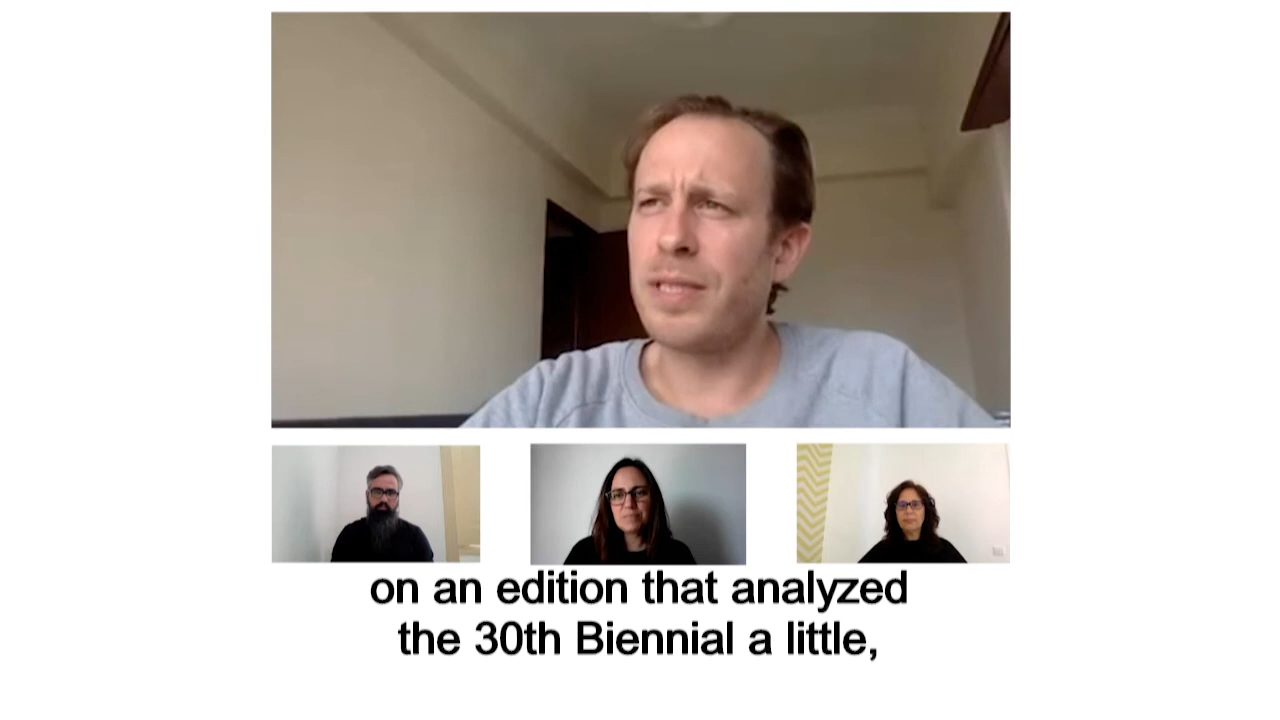 on an edition that analyzed
the 30th Biennial a little,